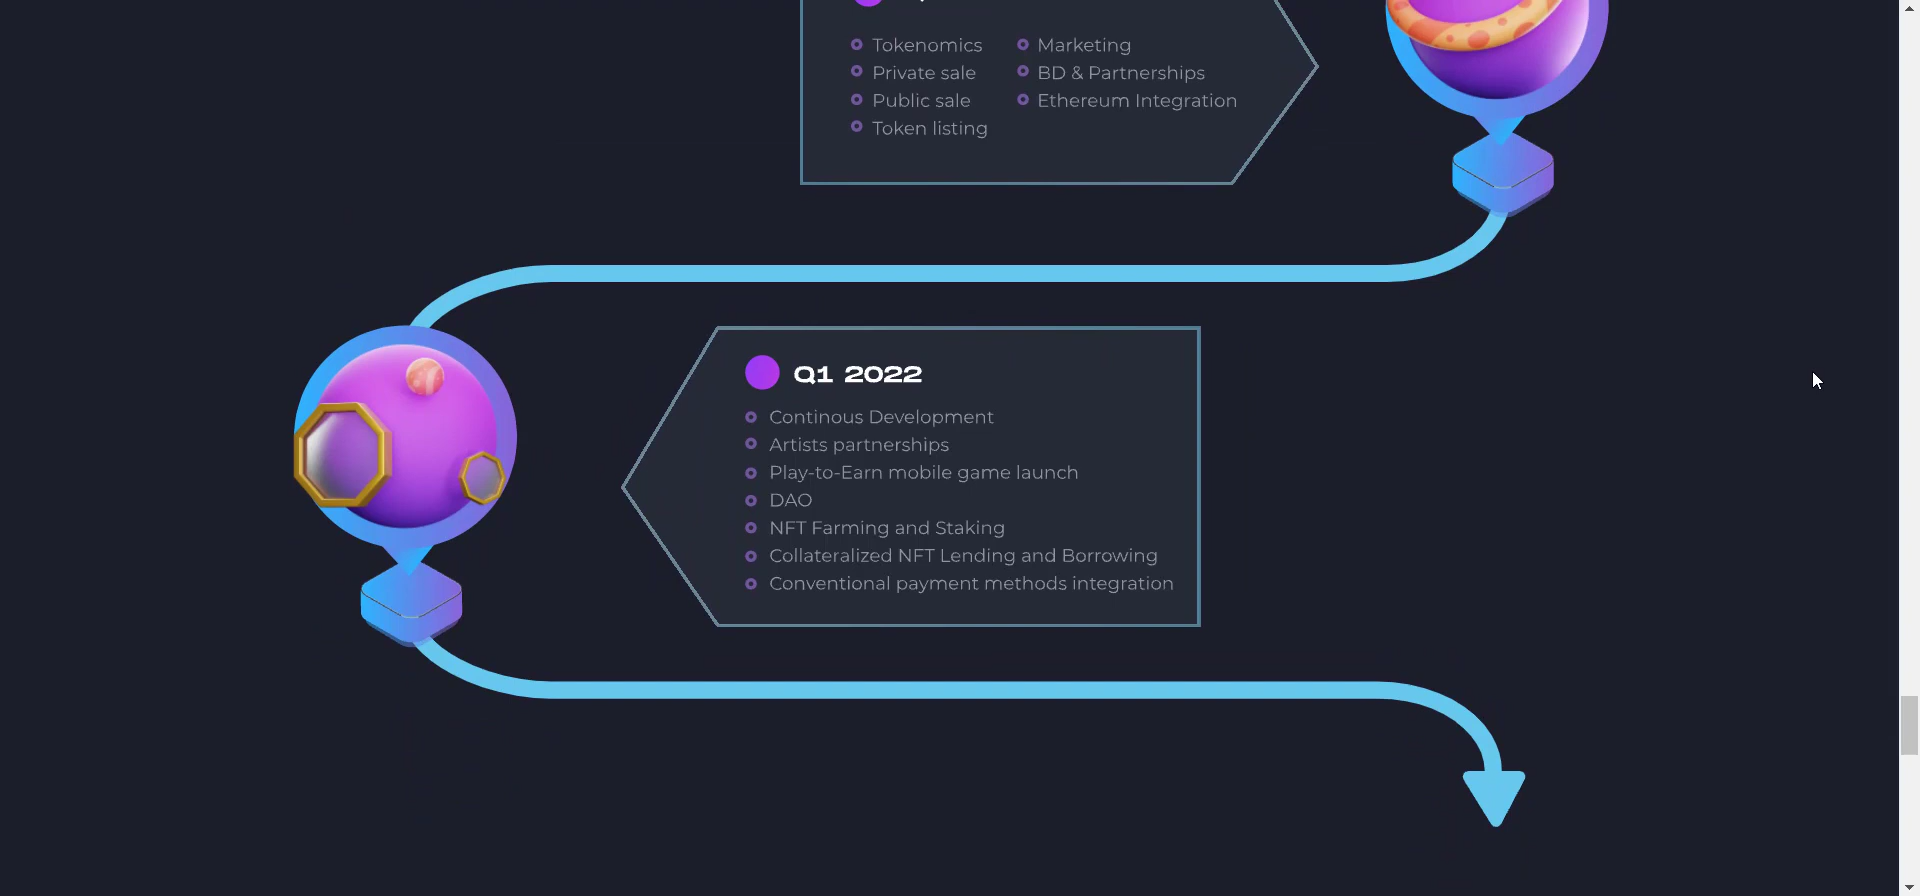 Tokenomics
Private sale
Public sale
Token listing
Marketing
BD & Partnerships
Ethereum Integration
Q1 2022
Continous Development
Artists partnerships
Play-to-Earn mobile game launch
DAO
NFT Farming and Staking
Collateralized NFT Lending and Borrowing
Conventional payment methods integration